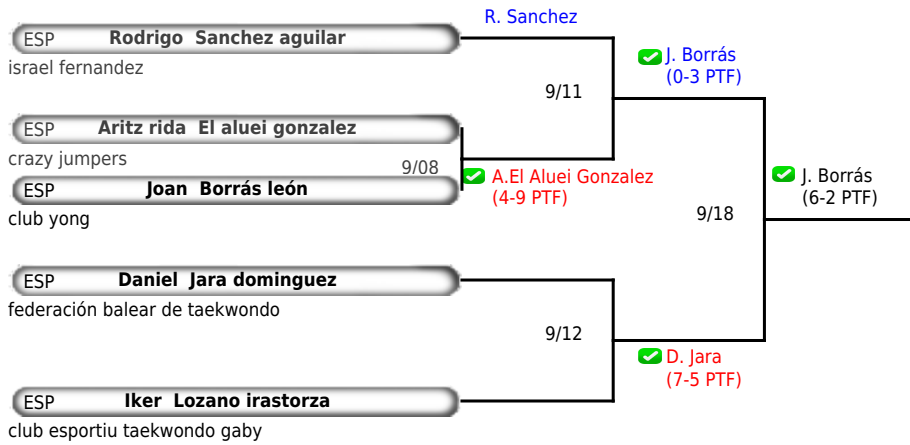 R. Sanchez
ESP Rodrigo Sanchez aguilar
israel fernandez
J. Borrás
(0-3 PTF)
9/11
ESP Aritz rida El aluei gonzalez
crazy jumpers
9/08
A.El Aluei Gonzalez
(4-9 PTF)
ESP Joan Borrás león
club yong
J. Borrás
(6-2 PTF)
9/18
ESP Daniel Jara dominguez
federación balear de taekwondo
9/12
D. Jara
(7-5 PTF)
ESP Iker Lozano irastorza
club esportiu taekwondo gaby